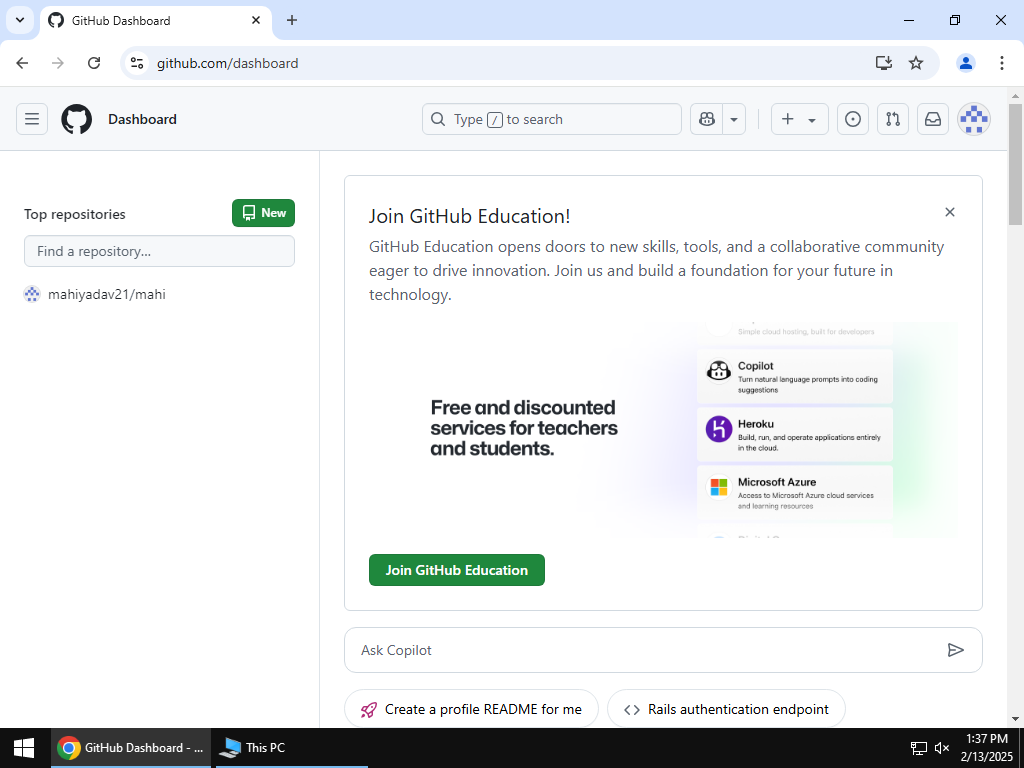 GitHub Dashboard
github.com/dashboard
Dashboard
Type / to search
Top repositories
New
Find a repository...
mahiyadav21/mahi
Join GitHub Education!
GitHub Education opens doors to new skills, tools, and a collaborative community
eager to drive innovation. Join us and build a foundation for your future in
technology.
Free and discounted
services for teachers
and students.
Simple cloud hosting, built for developers
Copilot
Turn natural language prompts into coding
suggestions
Heroku
Build, run, and operate applications entirely
in the cloud.
Microsoft Azure
Access to Microsoft Azure cloud services
and learning resources
Join GitHub Education
Ask Copilot
Create a profile README for me
Rails authentication endpoint
GitHub Dashboard - ...
This PC
1:37 PM
2/13/2025